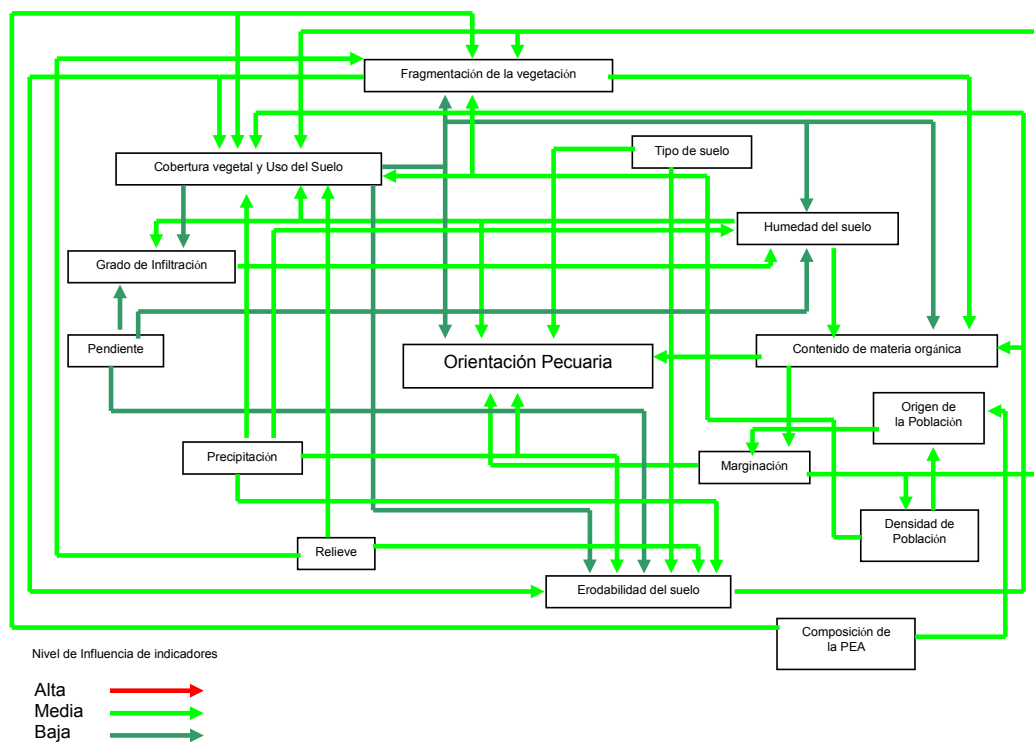 Fragmentación de la vegetación
Tipo de suelo
Cobertura vegetal y Uso del Suelo
Humedad del suelo
Grado de Infiltración
Pendiente
Orientación Pecuaria
Contenido de materia orgánica
Origen de
la Población
Precipitación
Marginación
Densidad de
Población
Relieve
Erodabilidad del suelo
Composición de
la PEA
Nivel de Influencia de indicadores
Alta
Media
Baja